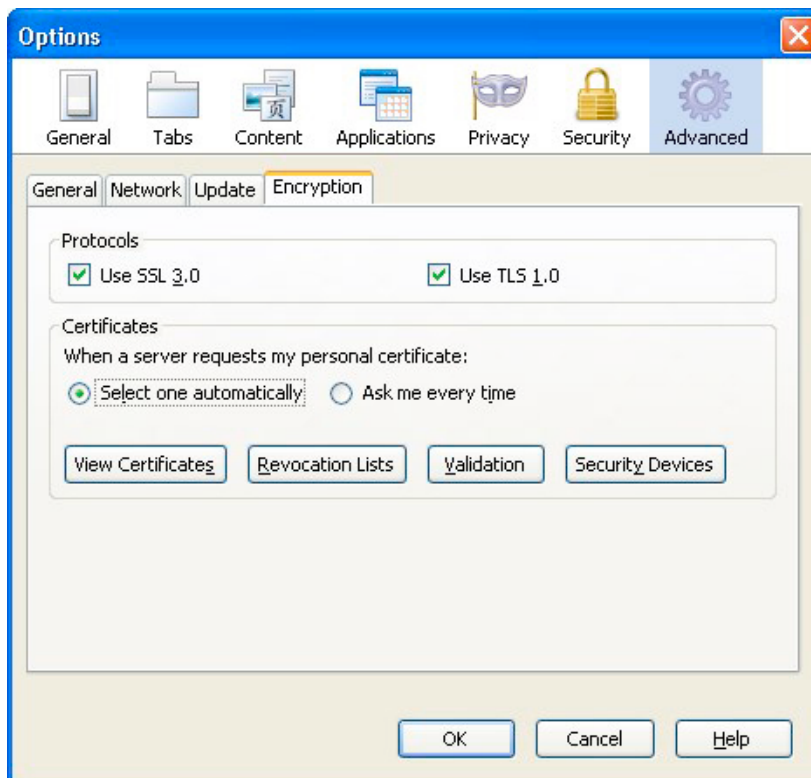 Options
页
General Tabs Content Applications Privacy Security Advanced
General Network Update Encryption
Protocols
Use SSL 3.0 Use TLS 1.0
Certificates
When a server requests my personal certificate:
Select one automatically Ask me every time
View Certificates Revocation Lists Validation Security Devices
OK Cancel Help